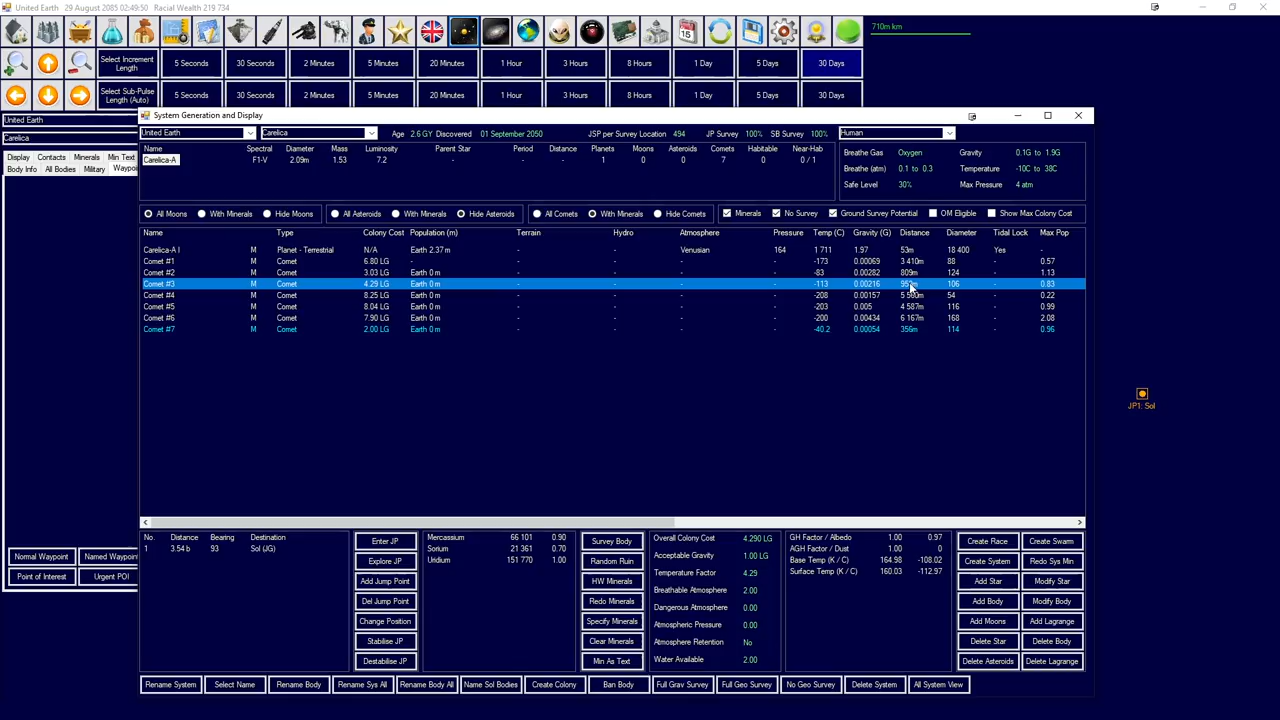 United Earth 29 August 2085 02:49:50 Racial Wealth 219 734
710m km
Select Increment Length 5 Seconds 30 Seconds 2 Minutes 5 Minutes 20 Minutes 1 Hour 3 Hours 8 Hours 1 Day 5 Days 30 Days
Select Sub-Pulse Length (Auto) 5 Seconds 30 Seconds 2 Minutes 5 Minutes 20 Minutes 1 Hour 3 Hours 8 Hours 1 Day 5 Days 30 Days
United Earth
Carelica
Display Contacts Minerals Min Text
Body Info All Bodies Military Waypoi
Normal Waypoint Named Waypoin
Point of Interest Urgent POI
System Generation and Display
United Earth Carelica Age 2.6 GY Discovered 01 September 2050 JSP per Survey Location 494 JP Survey 100% SB Survey 100% Human
Name Spectral Diameter Mass Luminosity Parent Star Period Distance Planets Moons Asteroids Comets Habitable Near-Hab
Carelica-A F1-V 2.09m 1.53 7.2 - - - 1 0 0 7 0 0 / 1
Breathe Gas Oxygen Gravity 0.1G to 1.9G
Breathe (atm) 0.1 to 0.3 Temperature -10C to 38C
Safe Level 30% Max Pressure 4 atm
All Moons With Minerals Hide Moons All Asteroids With Minerals Hide Asteroids All Comets With Minerals Hide Comets Minerals No Survey Ground Survey Potential OM Eligible Show Max Colony Cost
Name Type Colony Cost Population (m) Terrain Hydro Atmosphere Pressure Temp (C) Gravity (G) Distance Diameter Tidal Lock Max Pop
Carelica-A I M Planet - Terrestrial N/A Earth 2.37 m - - Venusian 164 1 711 1.97 53m 18 400 Yes -
Comet #1 M Comet 6.80 LG - - - - - -173 0.00069 3 410m 88 - 0.57
Comet #2 M Comet 3.03 LG Earth 0 m - - - - -83 0.00282 809m 124 - 1.13
Comet #3 M Comet 4.29 LG Earth 0 m - - - - -113 0.00216 106 - 0.83
Comet #4 M Comet 8.25 LG Earth 0 m - - - - -208 0.00157 54 - 0.22
Comet #5 M Comet 8.04 LG Earth 0 m - - - - -203 0.005 4 587m 116 - 0.99
Comet #6 M Comet 7.90 LG Earth 0 m - - - - -200 0.00434 6 167m 168 - 2.08
Comet #7 M Comet 2.00 LG Earth 0 m - - - - -40.2 0.00054 356m 114 - 0.96
JP1: Sol
No. Distance Bearing Destination
1 3.54 b 93 Sol (JG)
Enter JP
Explore JP
Add Jump Point
Del Jump Point
Change Position
Stabilise JP
Destabilise JP
Mercassium 66 101 0.90
Sorium 21 361 0.70
Uridium 151 770 1.00
Survey Body
Random Ruin
HW Minerals
Redo Minerals
Specify Minerals
Clear Minerals
Min As Text
Overall Colony Cost 4.290 LG
Acceptable Gravity 1.00 LG
Temperature Factor 4.29
Breathable Atmosphere 2.00
Dangerous Atmosphere 0.00
Atmospheric Pressure 0.00
Atmosphere Retention No
Water Available 2.00
GH Factor / Albedo 1.00 0.97
AGH Factor / Dust 1.00 0
Base Temp (K / C) 164.98 -108.02
Surface Temp (K / C) 160.03 -112.97
Create Race Create Swarm
Create System Redo Sys Min
Add Star Modify Star
Add Body Modify Body
Add Moons Add Lagrange
Delete Star Delete Body
Delete Asteroids Delete Lagrange
Rename System Select Name Rename Body Rename Sys All Rename Body All Name Sol Bodies Create Colony Ban Body Full Grav Survey Full Geo Survey No Geo Survey Delete System All System View